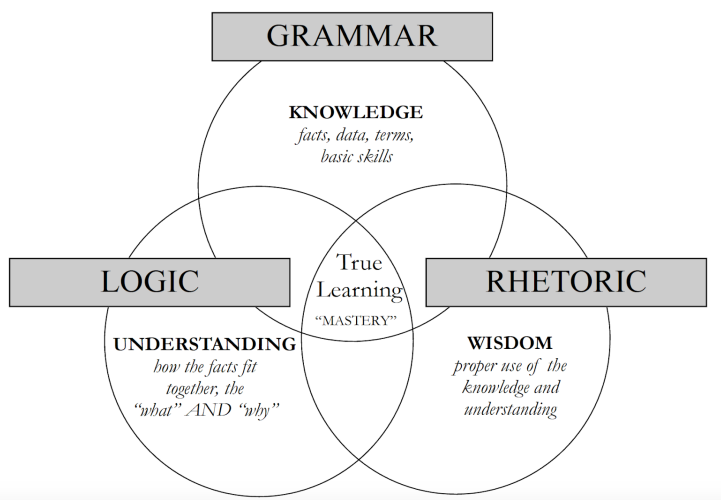 GRAMMAR
KNOWLEDGE
facts, data, terms,
basic skills
True
Learning
"MASTERY"
LOGIC
UNDERSTANDING
how the facts fit
together, the
"what" AND "why"
RHETORIC
WISDOM
proper use of the
knowledge and
understanding